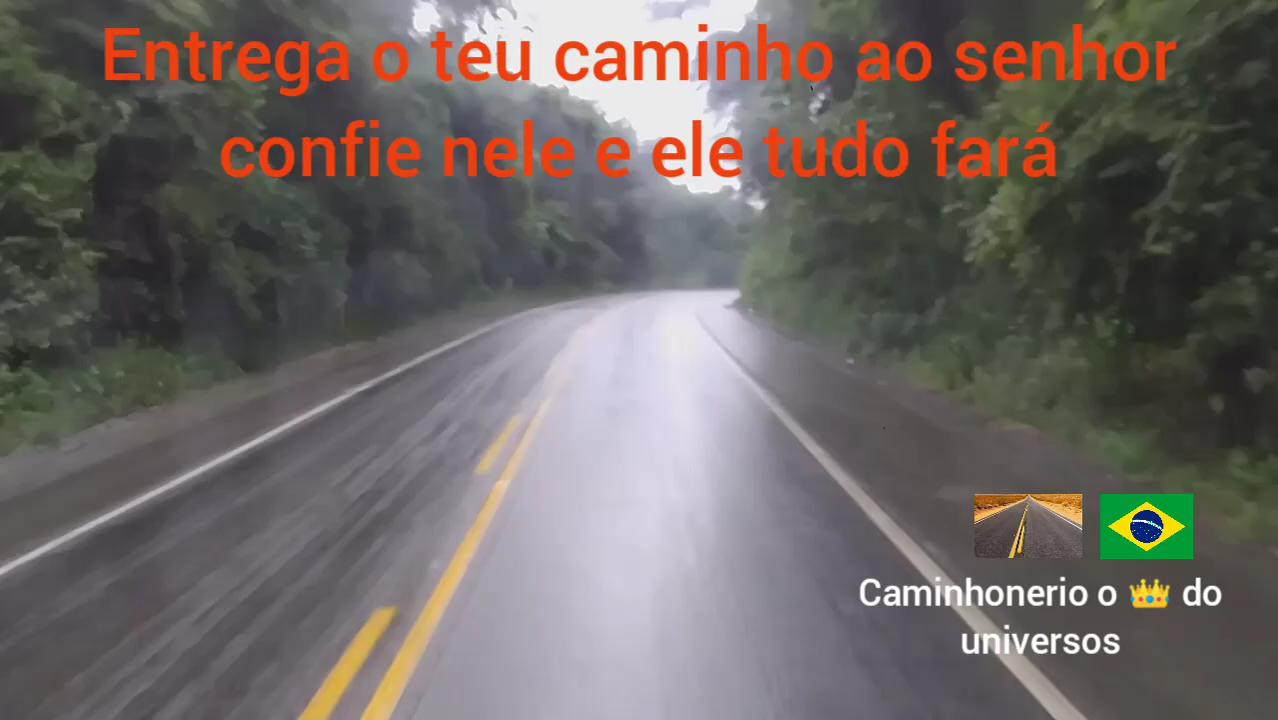 Entrega o teu caminho ao senhor
confie nele e ele tudo fará
Caminhonerio o 👑 do
universos